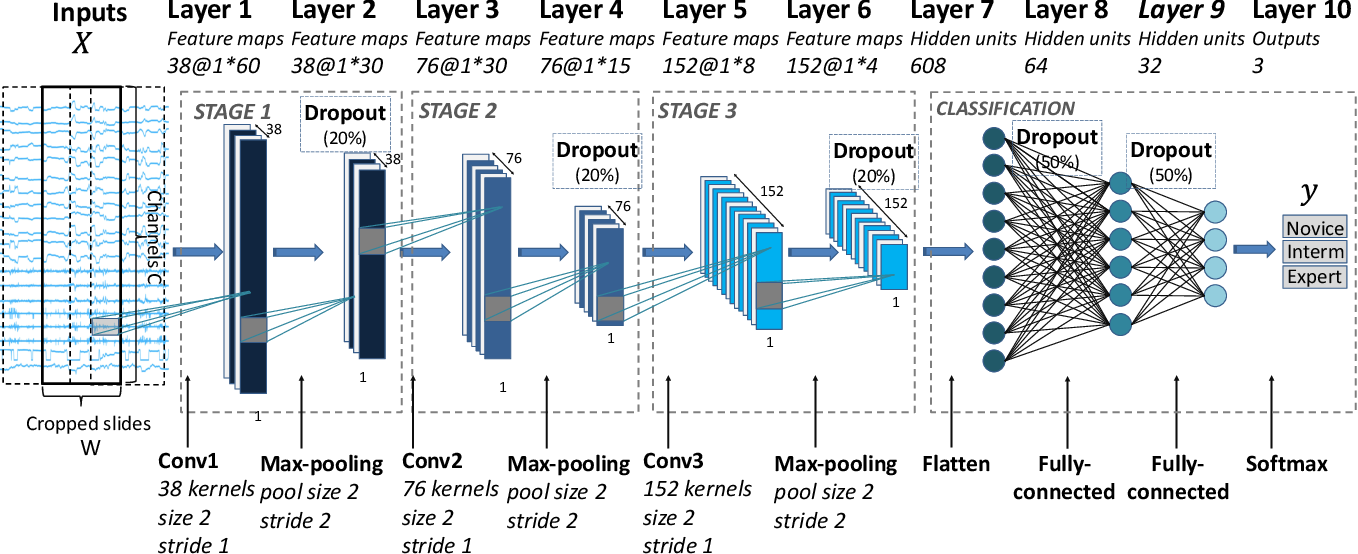 Inputs
X
Layer 1
Feature maps
38@1*60
Layer 2
Feature maps
38@1*30
Layer 3
Feature maps
76@1*30
Layer 4
Feature maps
76@1*15
Layer 5
Feature maps
152@1*8
Layer 6
Feature maps
152@1*4
Layer 7
Hidden units
608
Layer 8
Hidden units
64
Layer 9
Hidden units
32
Layer 10
Outputs
3
Channels C
Cropped slides
W
STAGE 1
38
1
Dropout
(20%)
38
1
STAGE 2
76
1
Dropout
(20%)
76
1
STAGE 3
152
1
Dropout
(20%)
152
1
CLASSIFICATION
Dropout
(50%)
Dropout
(50%)
y
Novice
Interm
Expert
Conv1
38 kernels
size 2
stride 1
Max-pooling
pool size 2
stride 2
Conv2
76 kernels
size 2
stride 1
Max-pooling
pool size 2
stride 2
Conv3
152 kernels
size 2
stride 1
Max-pooling
pool size 2
stride 2
Flatten
Fully-
connected
Fully-
connected
Softmax